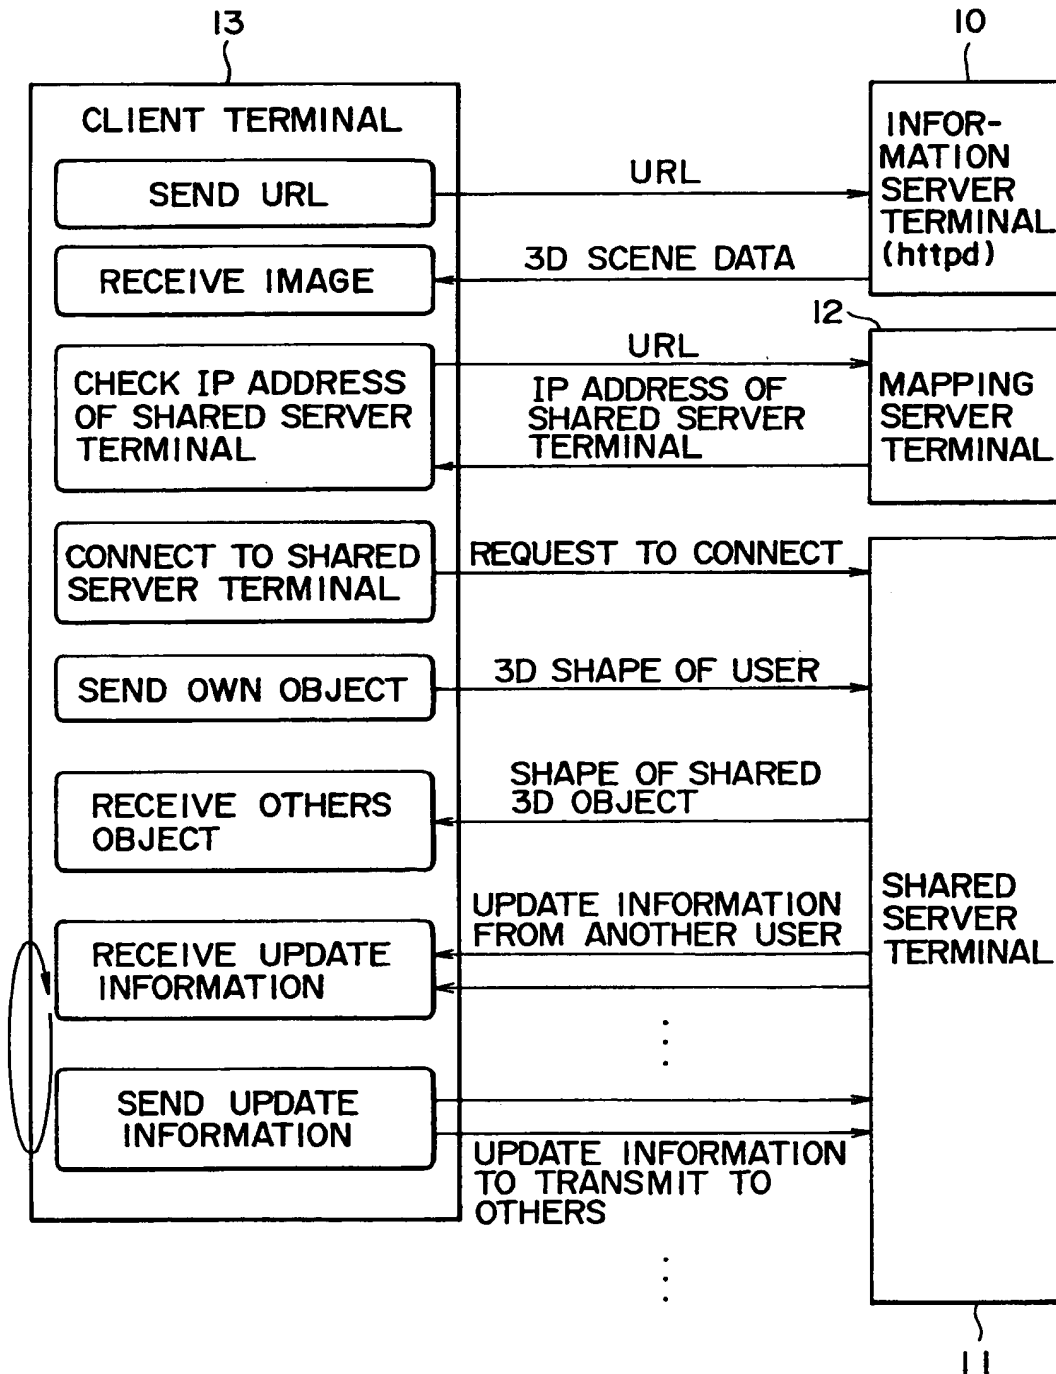 13
10
CLIENT TERMINAL
INFOR-
MATION
SERVER
TERMINAL
(httpd)
SEND URL
URL
RECEIVE IMAGE
3D SCENE DATA
12
CHECK IP ADDRESS
OF SHARED SERVER
TERMINAL
URL
IP ADDRESS OF
SHARED SERVER
TERMINAL
MAPPING
SERVER
TERMINAL
CONNECT TO SHARED
SERVER TERMINAL
REQUEST TO CONNECT
SEND OWN OBJECT
3D SHAPE OF USER
RECEIVE OTHERS
OBJECT
SHAPE OF SHARED
3D OBJECT
SHARED
SERVER
TERMINAL
RECEIVE UPDATE
INFORMATION
UPDATE INFORMATION
FROM ANOTHER USER
SEND UPDATE
INFORMATION
UPDATE INFORMATION
TO TRANSMIT TO
OTHERS
11